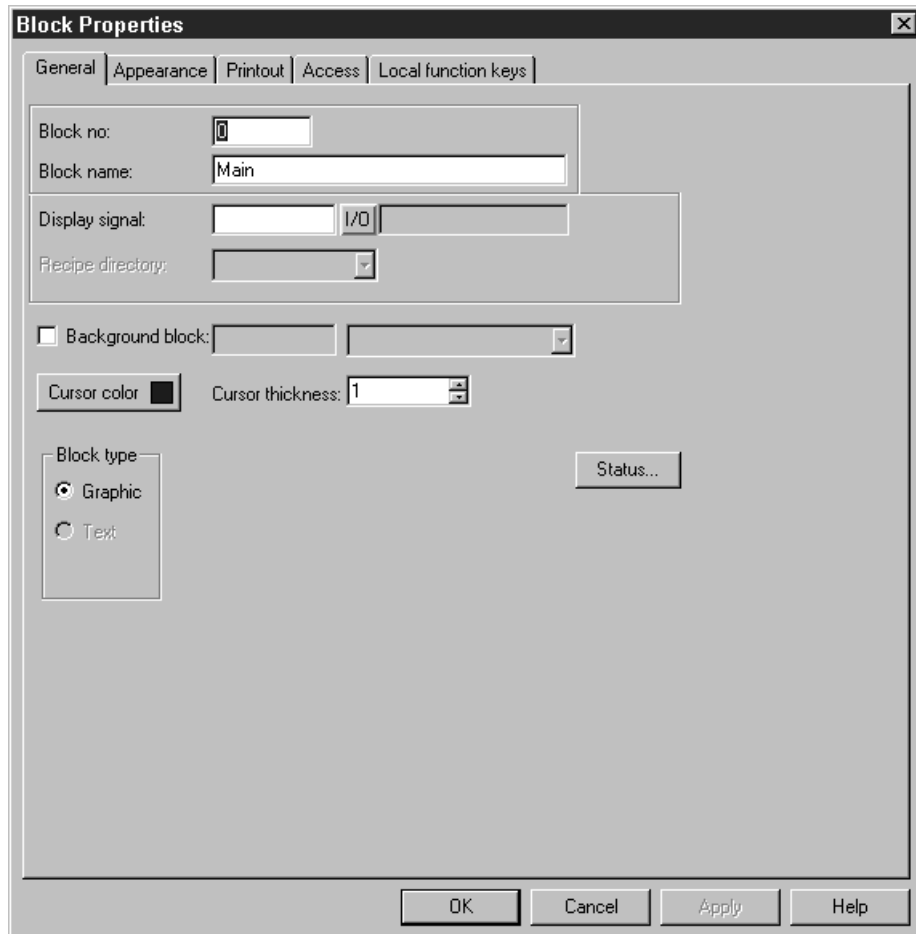 Block Properties
General Appearance Printout Access Local function keys
Block no: 0
Block name: Main
Display signal: I/O
Recipe directory:
Background block:
Cursor color Cursor thickness: 1
Block type
Status...
Graphic
Text
OK Cancel Apply Help